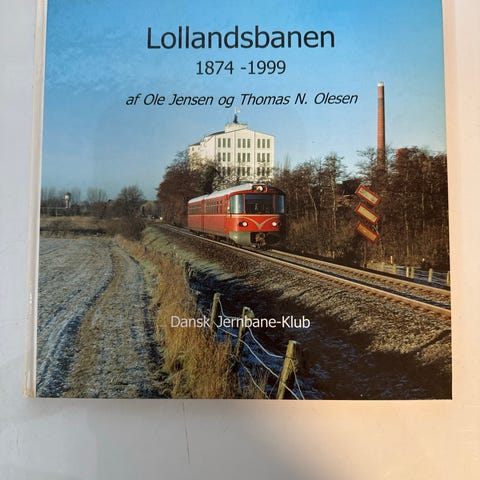 Lollandsbanen
1874 -1999
af Ole Jensen og Thomas N. Olesen
Dansk Jernbane-Klub